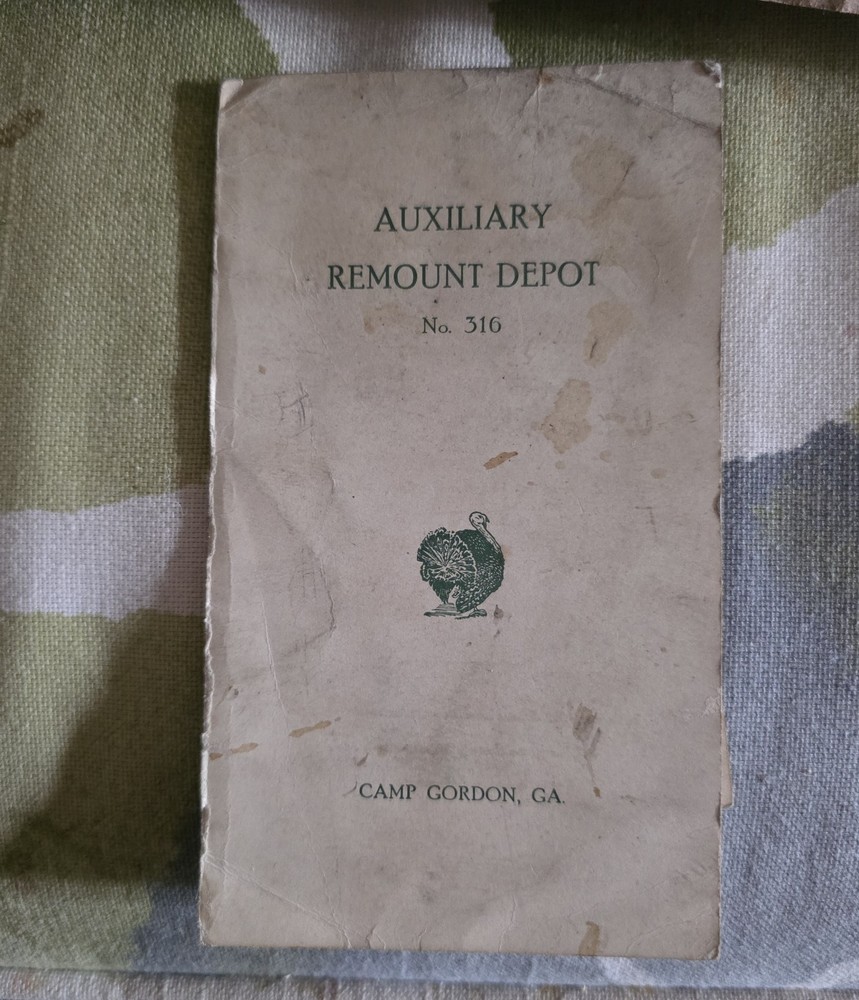 AUXILIARY
REMOUNT DEPOT
No. 316
CAMP GORDON, GA.